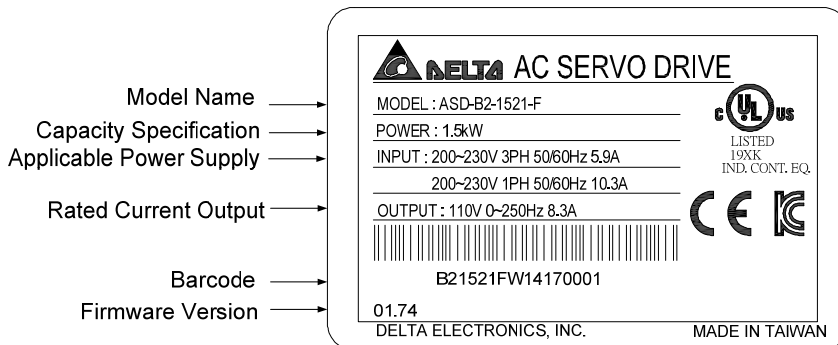 DELTA AC SERVO DRIVE
Model Name
MODEL : ASD-B2-1521-F
Capacity Specification
POWER : 1.5kW
Applicable Power Supply
INPUT : 200~230V 3PH 50/60Hz 5.9A
200~230V 1PH 50/60Hz 10.3A
Rated Current Output
OUTPUT : 110V 0~250Hz 8.3A
C UL US
LISTED
19XK
IND. CONT. EQ.
CE KC
Barcode
B21521FW14170001
Firmware Version
01.74
DELTA ELECTRONICS, INC.
MADE IN TAIWAN